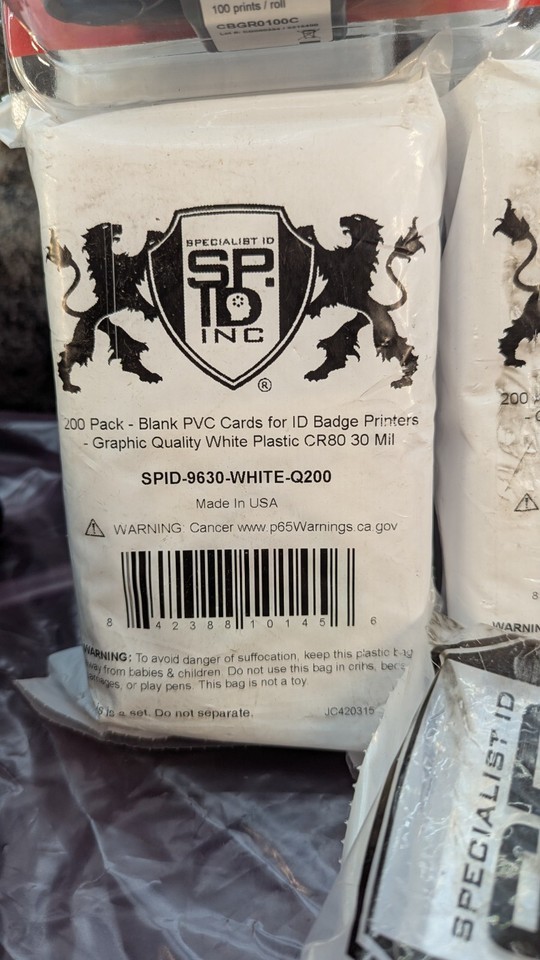 100 prints / roll
CBGR0100C
SPECIALIST ID
SP.
ID
INC
®
200 Pack - Blank PVC Cards for ID Badge Printers
- Graphic Quality White Plastic CR80 30 Mil
SPID-9630-WHITE-Q200
Made In USA
WARNING: Cancer www.p65Warnings.ca.gov
8 42388 10145 6
WARNING: To avoid danger of suffocation, keep this plastic bag
away from babies & children. Do not use this bag in cribs,
or play pens. This bag is not a toy.
a set. Do not separate.
JC420315
200
8
WARNIN
SPECIALIST ID